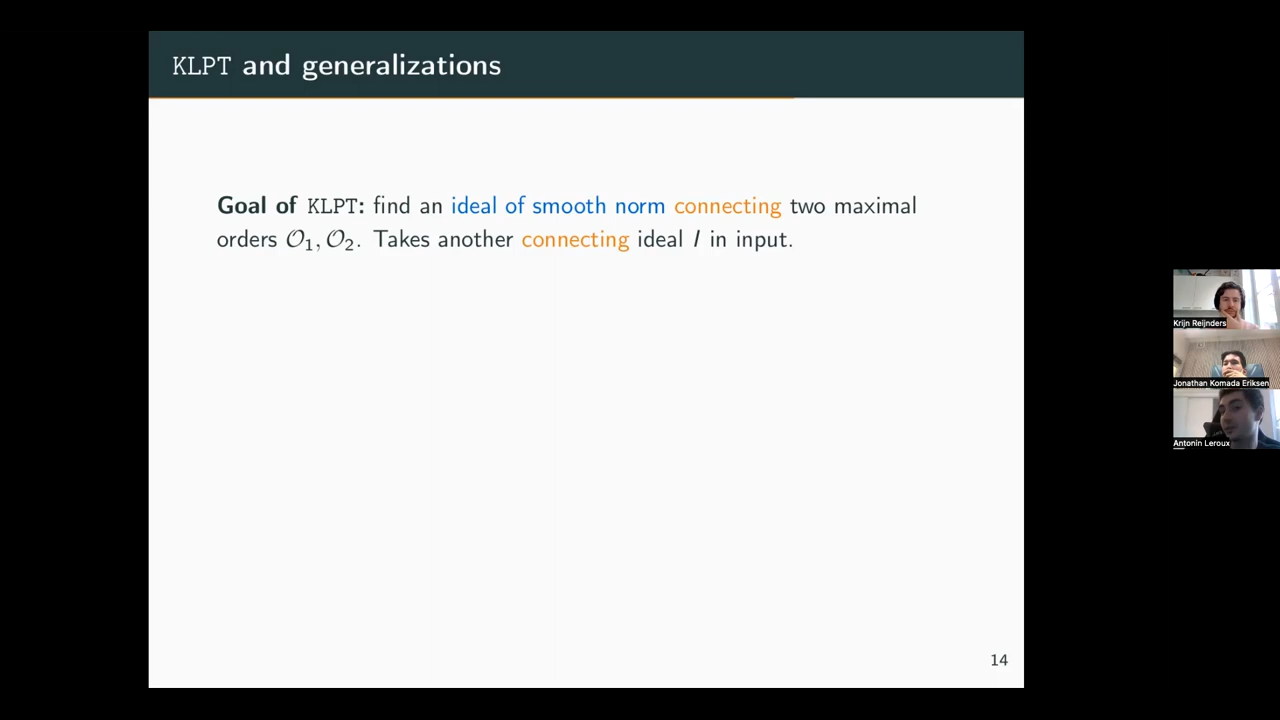 KLPT and generalizations
Goal of KLPT: find an ideal of smooth norm connecting two maximal
orders 𝒪₁, 𝒪₂. Takes another connecting ideal I in input.
14
Krijn Reijnders
Jonathan Komada Eriksen
Antonin Leroux